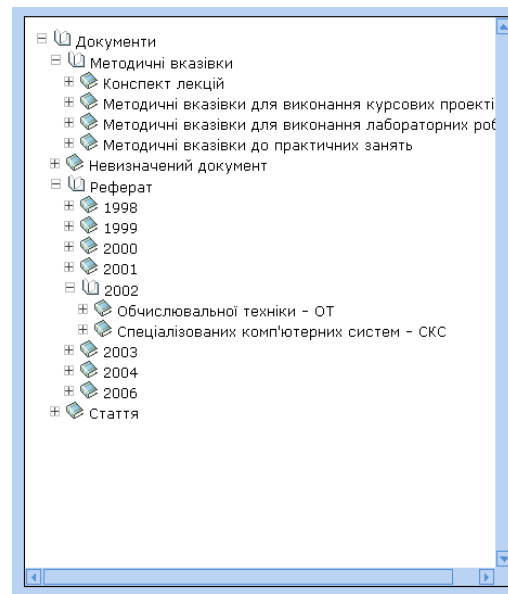 Документи
Методичні вказівки
Конспект лекцій
Методичні вказівки для виконання курсових проекті
Методичні вказівки для виконання лабораторних роб
Методичні вказівки до практичних занять
Невизначений документ
Реферат
1998
1999
2000
2001
2002
Обчислювальної техніки - ОТ
Спеціалізованих комп'ютерних систем - СКС
2003
2004
2006
Стаття